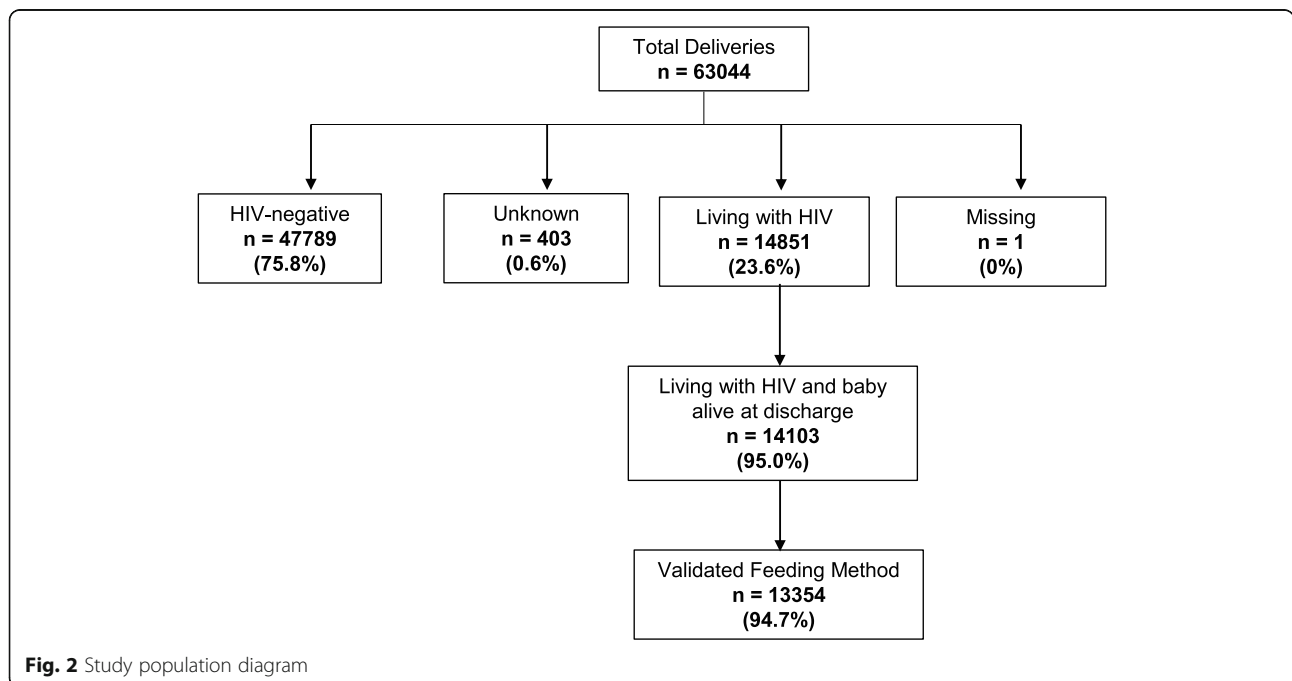 Total Deliveries
n = 63044
HIV-negative
n = 47789
(75.8%)
Unknown
n = 403
(0.6%)
Living with HIV
n = 14851
(23.6%)
Missing
n = 1
(0%)
Living with HIV and baby
alive at discharge
n = 14103
(95.0%)
Validated Feeding Method
n = 13354
(94.7%)
Fig. 2 Study population diagram